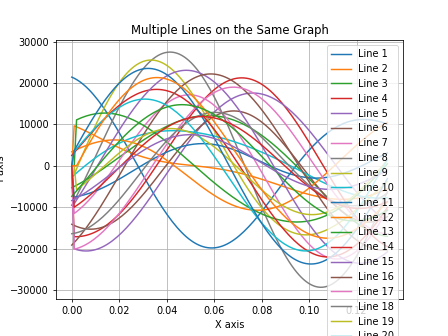 Multiple Lines on the Same Graph
30000
20000
10000
0
−10000
−20000
−30000
0.00
0.02
0.04
0.06
0.08
0.10
X axis
Line 1
Line 2
Line 3
Line 4
Line 5
Line 6
Line 7
Line 8
Line 9
Line 10
Line 11
Line 12
Line 13
Line 14
Line 15
Line 16
Line 17
Line 18
Line 19
Line 20